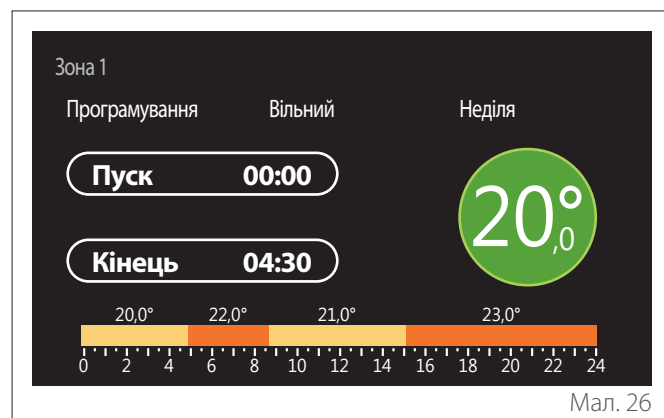 Зона 1
Програмування Вільний Неділя
Пуск 00:00
20,0°
Кінець 04:30
20,0° 22,0° 21,0° 23,0°
0 2 4 6 8 10 12 14 16 18 20 22 24
Мал. 26